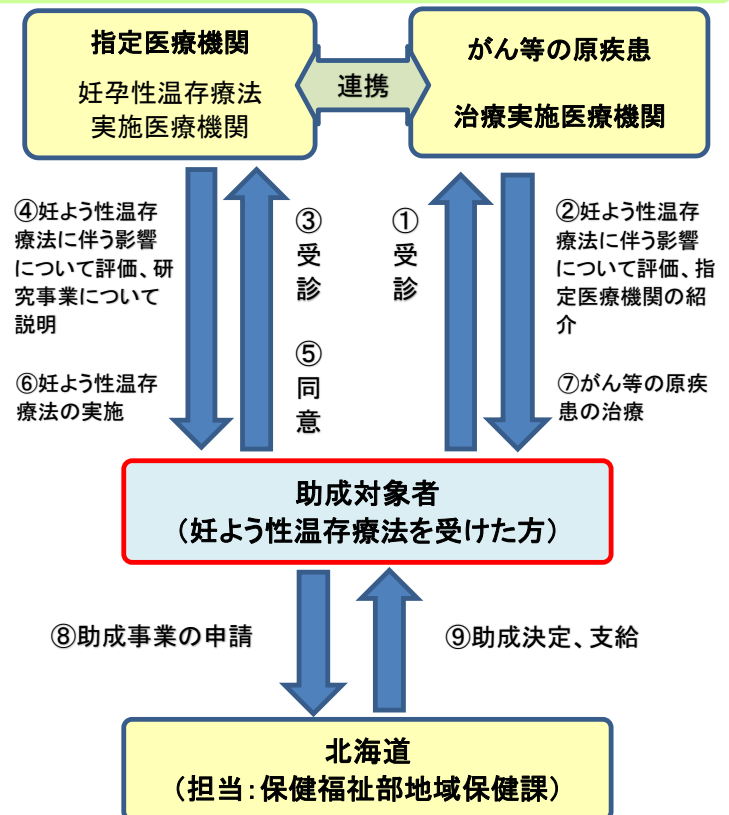 指定医療機関
妊孕性温存療法
実施医療機関
連携
がん等の原疾患
治療実施医療機関
④妊よう性温存
療法に伴う影響
について評価、研
究事業について
説明
⑥妊よう性温存
療法の実施
③
受
診
⑤
同
意
①
受
診
②妊よう性温存
療法に伴う影響
について評価、指
定医療機関の紹
介
⑦がん等の原疾
患の治療
助成対象者
（妊よう性温存療法を受けた方）
⑧助成事業の申請
⑨助成決定、支給
北海道
（担当：保健福祉部地域保健課）